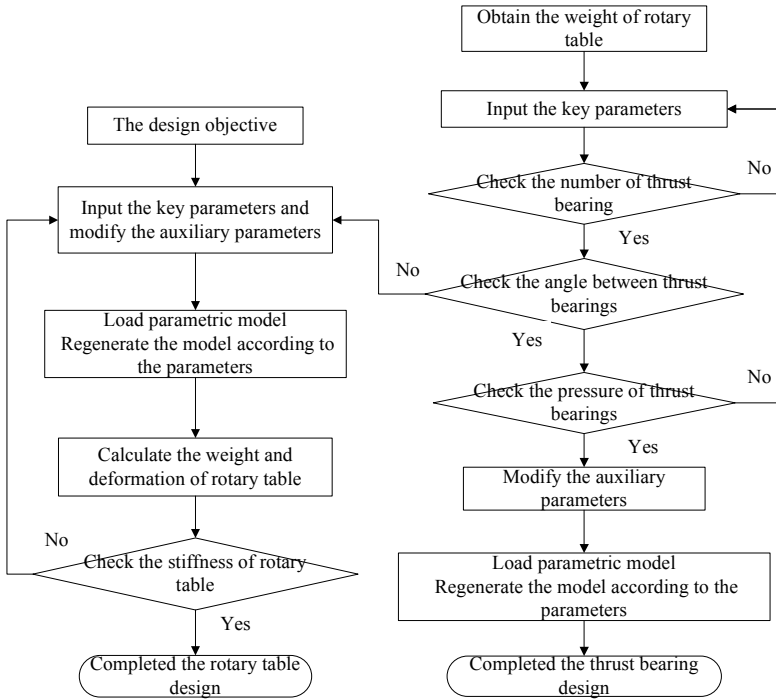 The design objective
Input the key parameters and
modify the auxiliary parameters
Load parametric model
Regenerate the model according to
the parameters
Calculate the weight and
deformation of rotary table
No
Check the stiffness of rotary
table
Yes
Completed the rotary table
design
Obtain the weight of rotary
table
Input the key parameters
No
Check the number of thrust
bearing
Yes
No
Check the angle between thrust
bearings
Yes
No
Check the pressure of thrust
bearings
Yes
Modify the auxiliary
parameters
Load parametric model
Regenerate the model according to the
parameters
Completed the thrust bearing
design